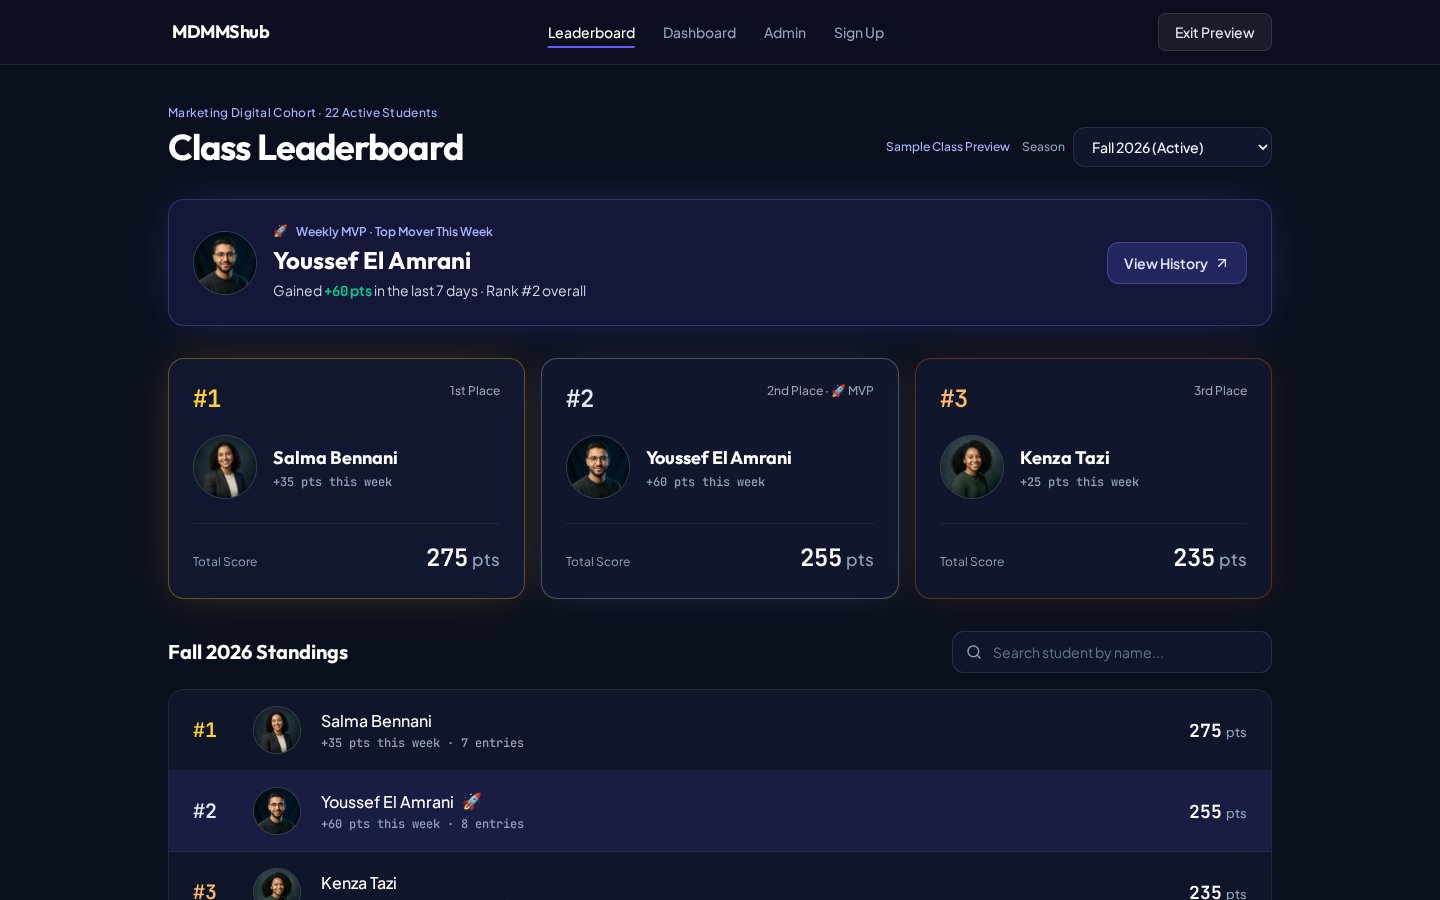 MDMMShub
Leaderboard
Dashboard
Admin
Sign Up
Exit Preview
Marketing Digital Cohort · 22 Active Students
Class Leaderboard
Sample Class Preview
Season
Fall 2026 (Active)
🚀 Weekly MVP · Top Mover This Week
Youssef El Amrani
Gained +60 pts in the last 7 days · Rank #2 overall
View History
#1
1st Place
Salma Bennani
+35 pts this week
Total Score
275 pts
#2
2nd Place · 🚀 MVP
Youssef El Amrani
+60 pts this week
Total Score
255 pts
#3
3rd Place
Kenza Tazi
+25 pts this week
Total Score
235 pts
Fall 2026 Standings
Search student by name...
#1
Salma Bennani
+35 pts this week · 7 entries
275 pts
#2
Youssef El Amrani 🚀
+60 pts this week · 8 entries
255 pts
#3
Kenza Tazi
235 pts